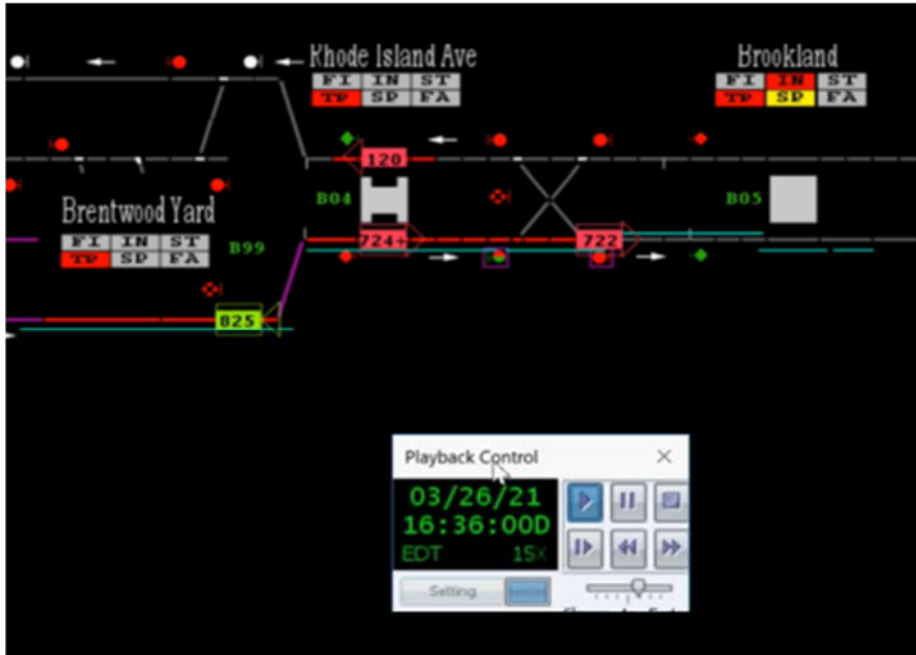 Rhode Island Ave
FI IN ST
TP SP FA
Brookland
FI IN ST
TP SP FA
120
B04
B05
Brentwood Yard
FI IN ST
TP SP FA
B99
724+
722
825
Playback Control
03/26/21
16:36:00D
EDT 15X
Setting